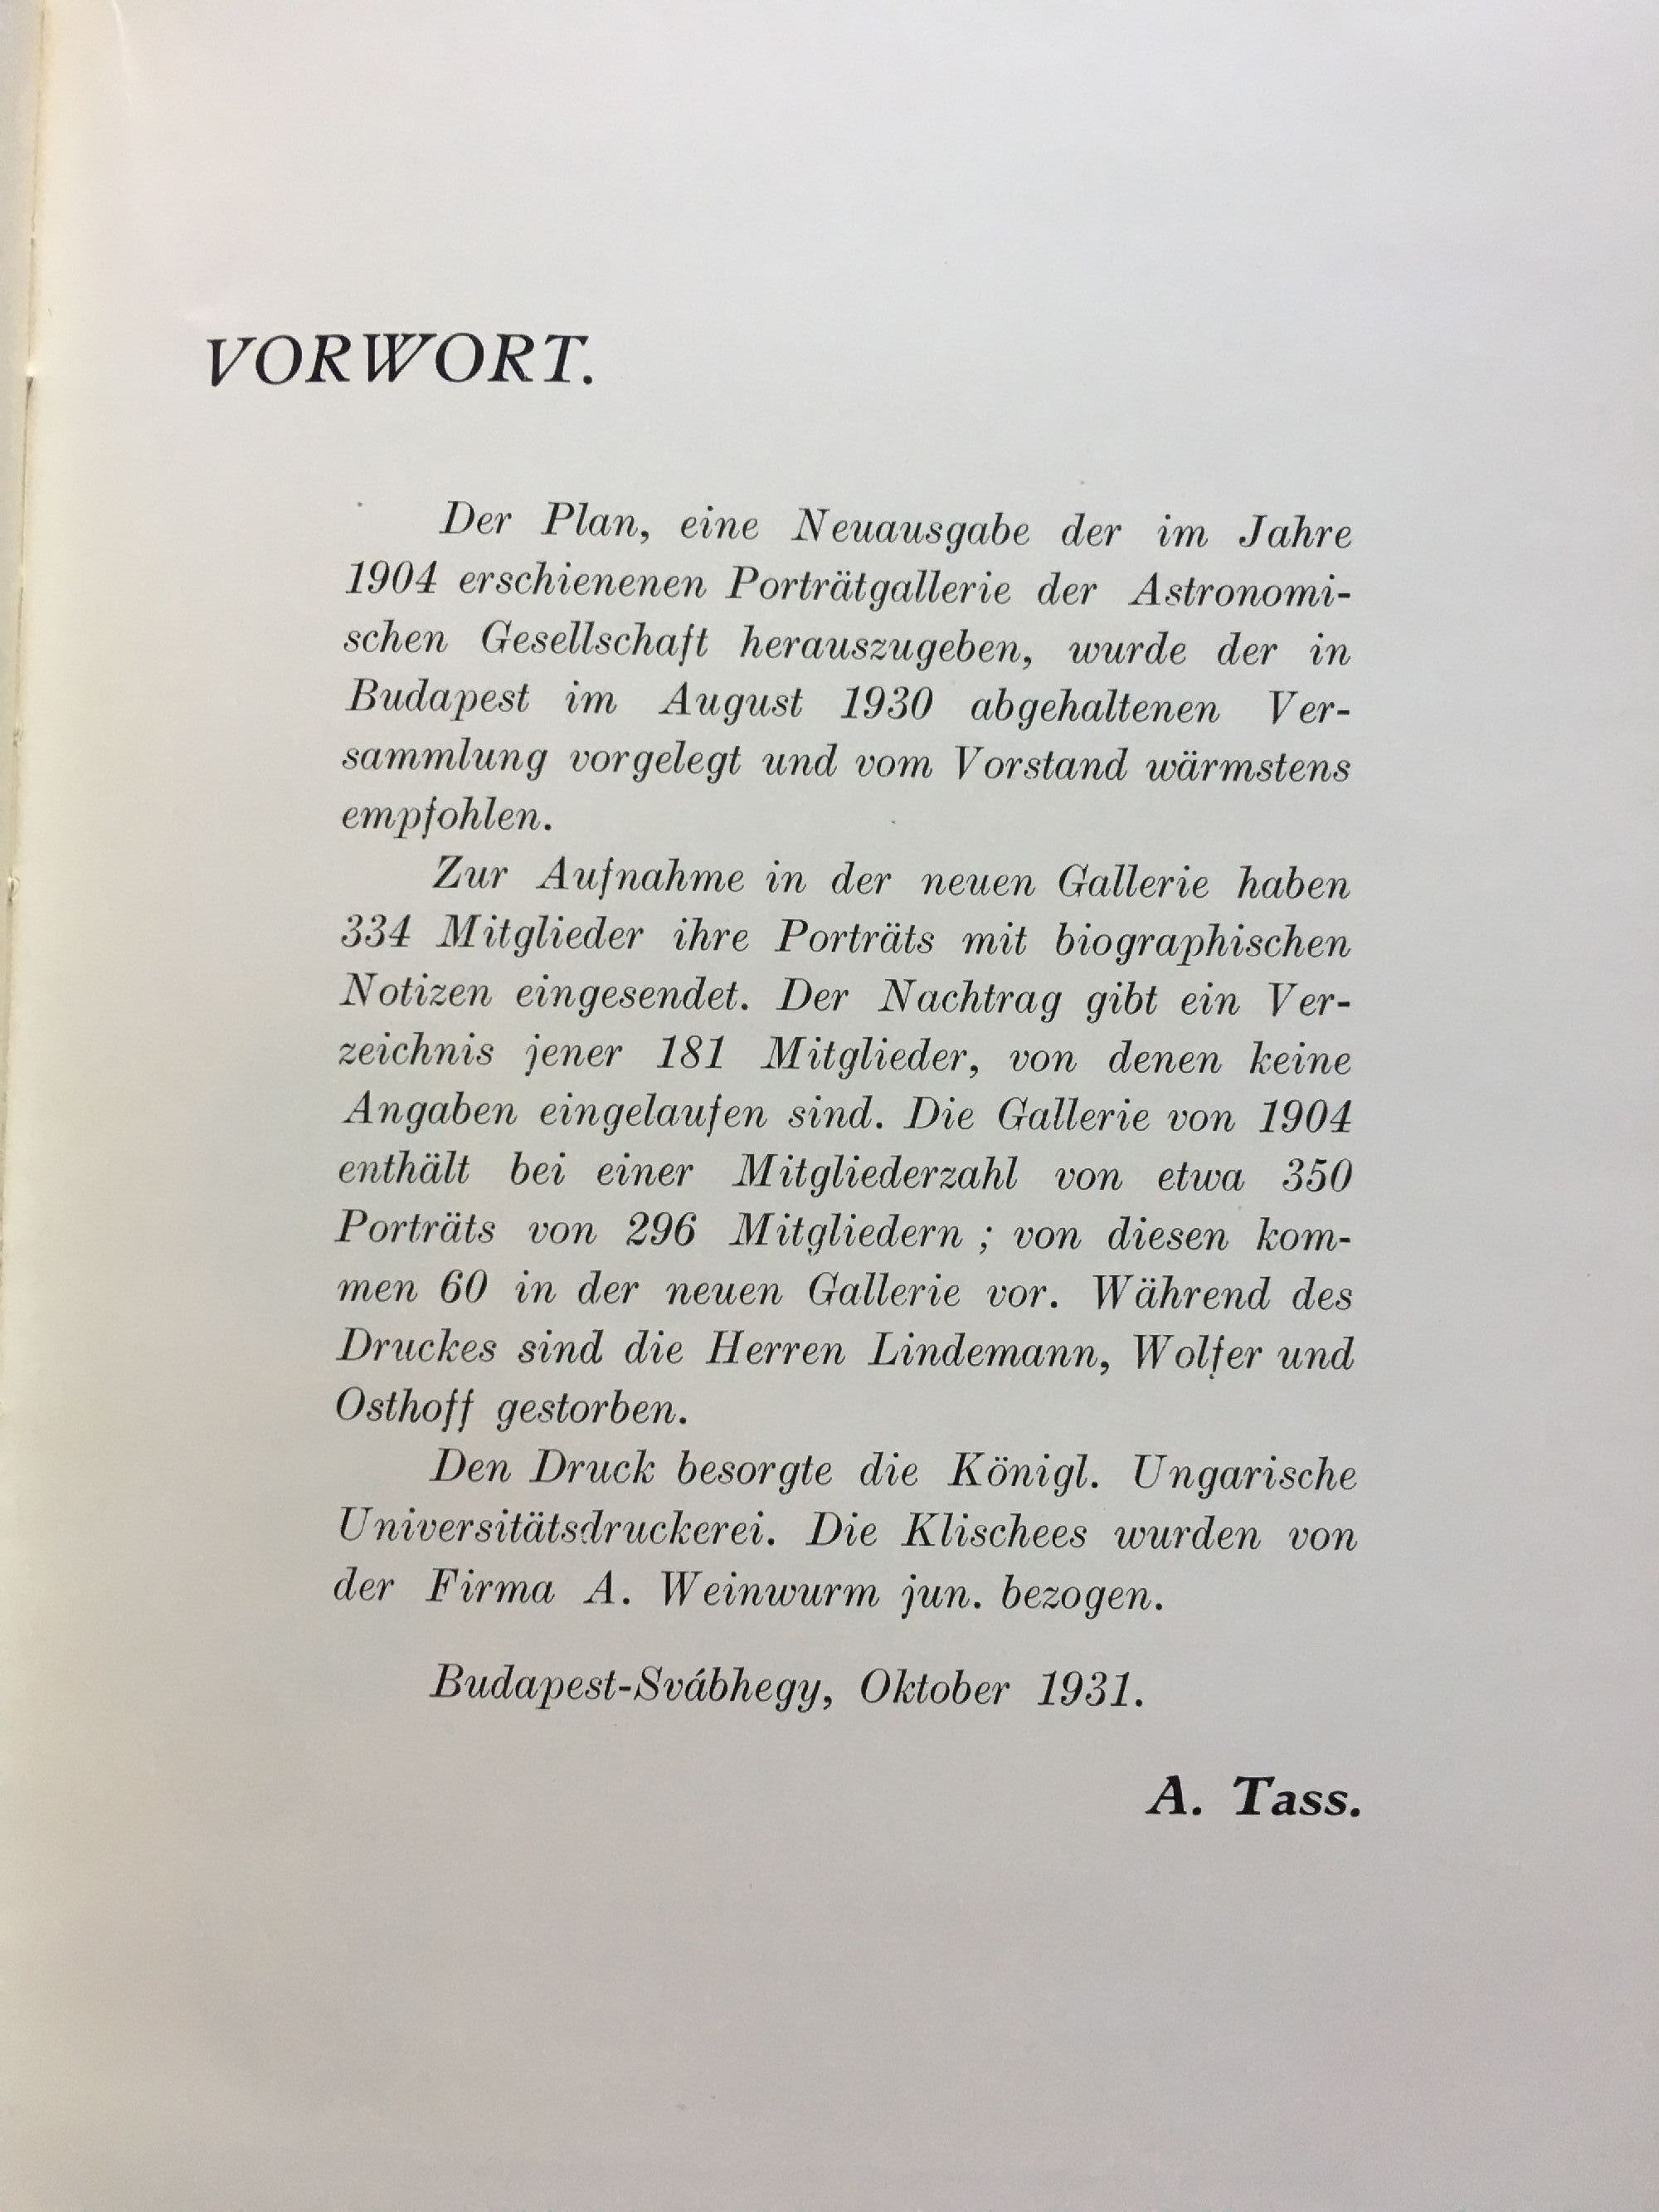 VORWORT.
Der Plan, eine Neuausgabe der im Jahre
1904 erschienenen Porträtgallerie der Astronomi-
schen Gesellschaft herauszugeben, wurde der in
Budapest im August 1930 abgehaltenen Ver-
sammlung vorgelegt und vom Vorstand wärmstens
empfohlen.
Zur Aufnahme in der neuen Gallerie haben
334 Mitglieder ihre Porträts mit biographischen
Notizen eingesendet. Der Nachtrag gibt ein Ver-
zeichnis jener 181 Mitglieder, von denen keine
Angaben eingelaufen sind. Die Gallerie von 1904
enthält bei einer Mitgliederzahl von etwa 350
Porträts von 296 Mitgliedern ; von diesen kom-
men 60 in der neuen Gallerie vor. Während des
Druckes sind die Herren Lindemann, Wolfer und
Osthoff gestorben.
Den Druck besorgte die Königl. Ungarische
Universitätsdruckerei. Die Klischees wurden von
der Firma A. Weinwurm jun. bezogen.
Budapest-Svábhegy, Oktober 1931.
A. Tass.